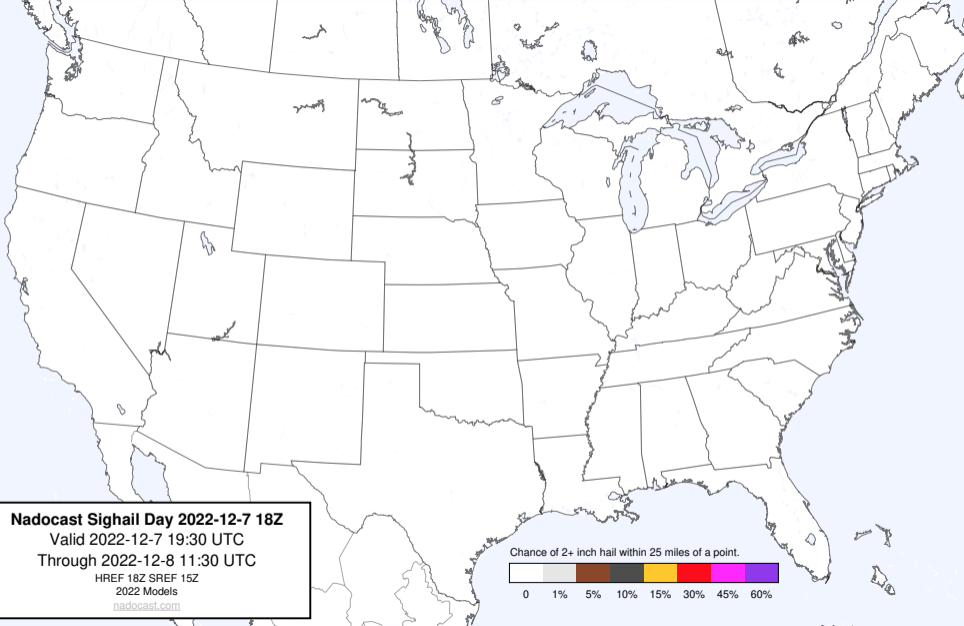 Nadocast Sighail Day 2022-12-7 18Z
Valid 2022-12-7 19:30 UTC
Through 2022-12-8 11:30 UTC
HREF 18Z SREF 15Z
2022 Models
nadocast.com
Chance of 2+ inch hail within 25 miles of a point.
0 1% 5% 10% 15% 30% 45% 60%